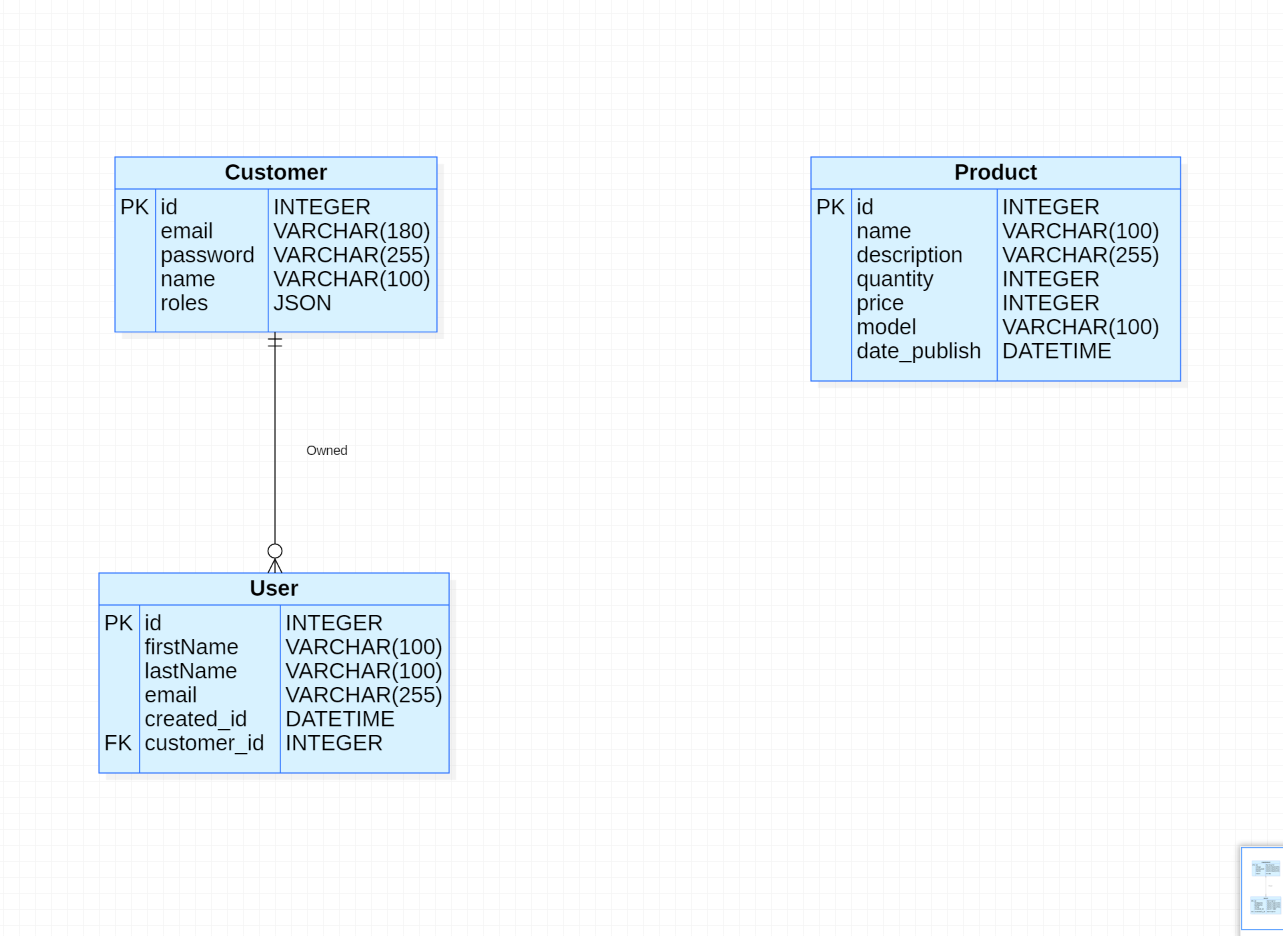 Customer
PK id INTEGER
email VARCHAR(180)
password VARCHAR(255)
name VARCHAR(100)
roles JSON
Product
PK id INTEGER
name VARCHAR(100)
description VARCHAR(255)
quantity INTEGER
price INTEGER
model VARCHAR(100)
date_publish DATETIME
Owned
User
PK id INTEGER
firstName VARCHAR(100)
lastName VARCHAR(100)
email VARCHAR(255)
created_id DATETIME
FK customer_id INTEGER